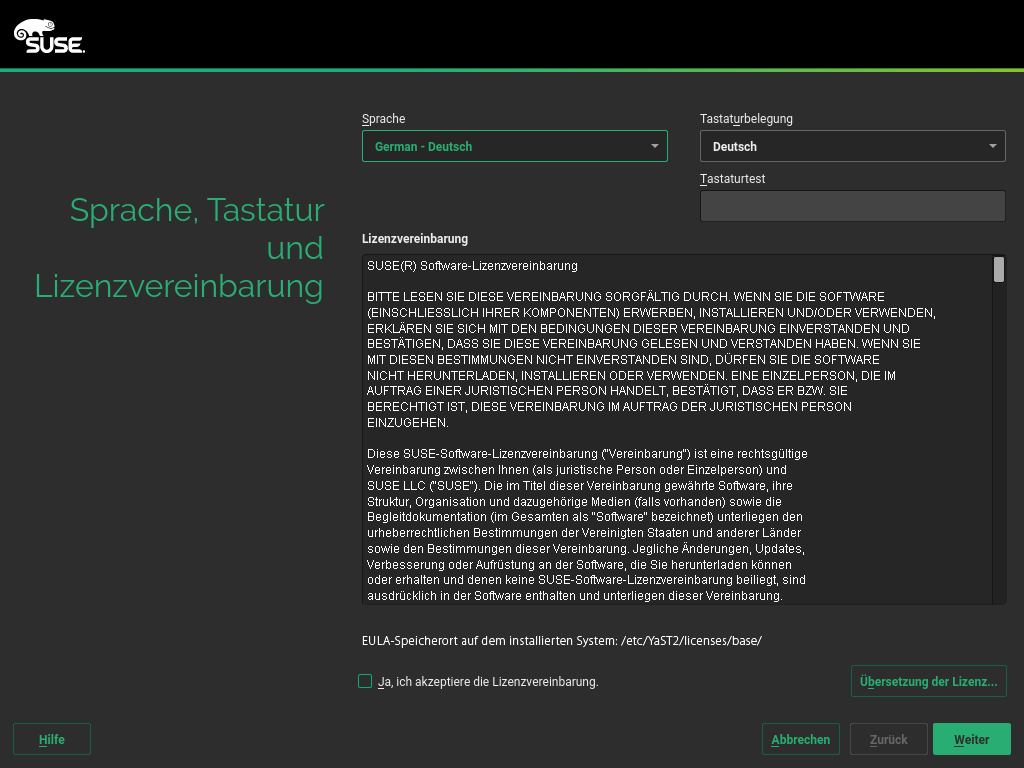 SUSE.
Sprache
Tastaturbelegung
German - Deutsch
Deutsch
Tastaturtest
Sprache, Tastatur
und
Lizenzvereinbarung
Lizenzvereinbarung
SUSE(R) Software-Lizenzvereinbarung
BITTE LESEN SIE DIESE VEREINBARUNG SORGFÄLTIG DURCH. WENN SIE DIE SOFTWARE
(EINSCHLIESSLICH IHRER KOMPONENTEN) ERWERBEN, INSTALLIEREN UND/ODER VERWENDEN,
ERKLÄREN SIE SICH MIT DEN BEDINGUNGEN DIESER VEREINBARUNG EINVERSTANDEN UND
BESTÄTIGEN, DASS SIE DIESE VEREINBARUNG GELESEN UND VERSTANDEN HABEN. WENN SIE
MIT DIESEN BESTIMMUNGEN NICHT EINVERSTANDEN SIND, DÜRFEN SIE DIE SOFTWARE
NICHT HERUNTERLADEN, INSTALLIEREN ODER VERWENDEN. EINE EINZELPERSON, DIE IM
AUFTRAG EINER JURISTISCHEN PERSON HANDELT, BESTÄTIGT, DASS ER BZW. SIE
BERECHTIGT IST, DIESE VEREINBARUNG IM AUFTRAG DER JURISTISCHEN PERSON
EINZUGEHEN.
Diese SUSE-Software-Lizenzvereinbarung ("Vereinbarung") ist eine rechtsgültige
Vereinbarung zwischen Ihnen (als juristische Person oder Einzelperson) und
SUSE LLC ("SUSE"). Die im Titel dieser Vereinbarung gewährte Software, ihre
Struktur, Organisation und dazugehörige Medien (falls vorhanden) sowie die
Begleitdokumentation (im Gesamten als "Software" bezeichnet) unterliegen den
urheberrechtlichen Bestimmungen der Vereinigten Staaten und anderer Länder
sowie den Bestimmungen dieser Vereinbarung. Jegliche Änderungen, Updates,
Verbesserung oder Aufrüstung an der Software, die Sie herunterladen können
oder erhalten und denen keine SUSE-Software-Lizenzvereinbarung beiliegt, sind
ausdrücklich in der Software enthalten und unterliegen dieser Vereinbarung.
EULA-Speicherort auf dem installierten System: /etc/YaST2/licenses/base/
Ja, ich akzeptiere die Lizenzvereinbarung.
Übersetzung der Lizenz...
Hilfe
Abbrechen
Zurück
Weiter